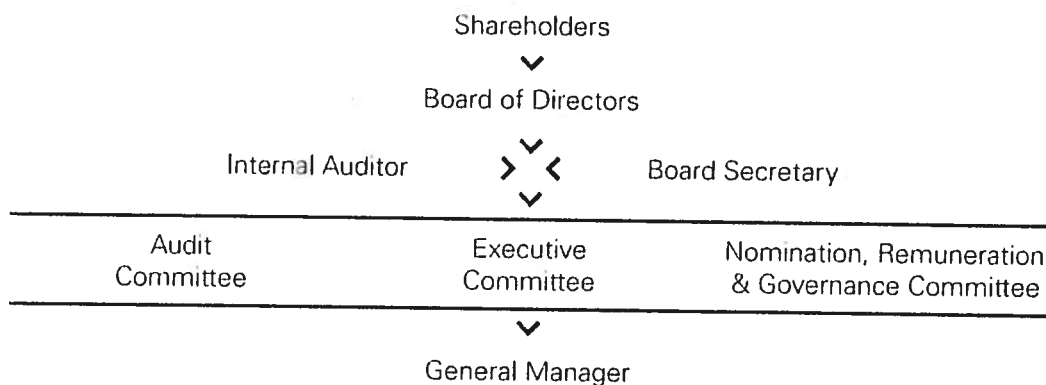 Shareholders
Board of Directors
Internal Auditor
Board Secretary
Audit
Committee
Executive
Committee
Nomination, Remuneration
& Governance Committee
General Manager